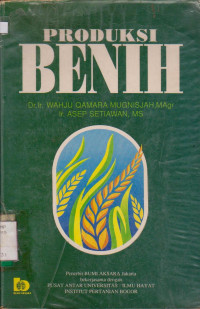 PRODUKSI
BENIH
Dr.Ir. WAHJU QAMARA MUGNISJAH, MAgr.
Ir. ASEP SETIAWAN, MS
Penerbit BUMI AKSARA Jakarta
bekerjasama dengan
PUSAT ANTAR UNIVERSITAS - ILMU HAYAT
INSTITUT PERTANIAN BOGOR